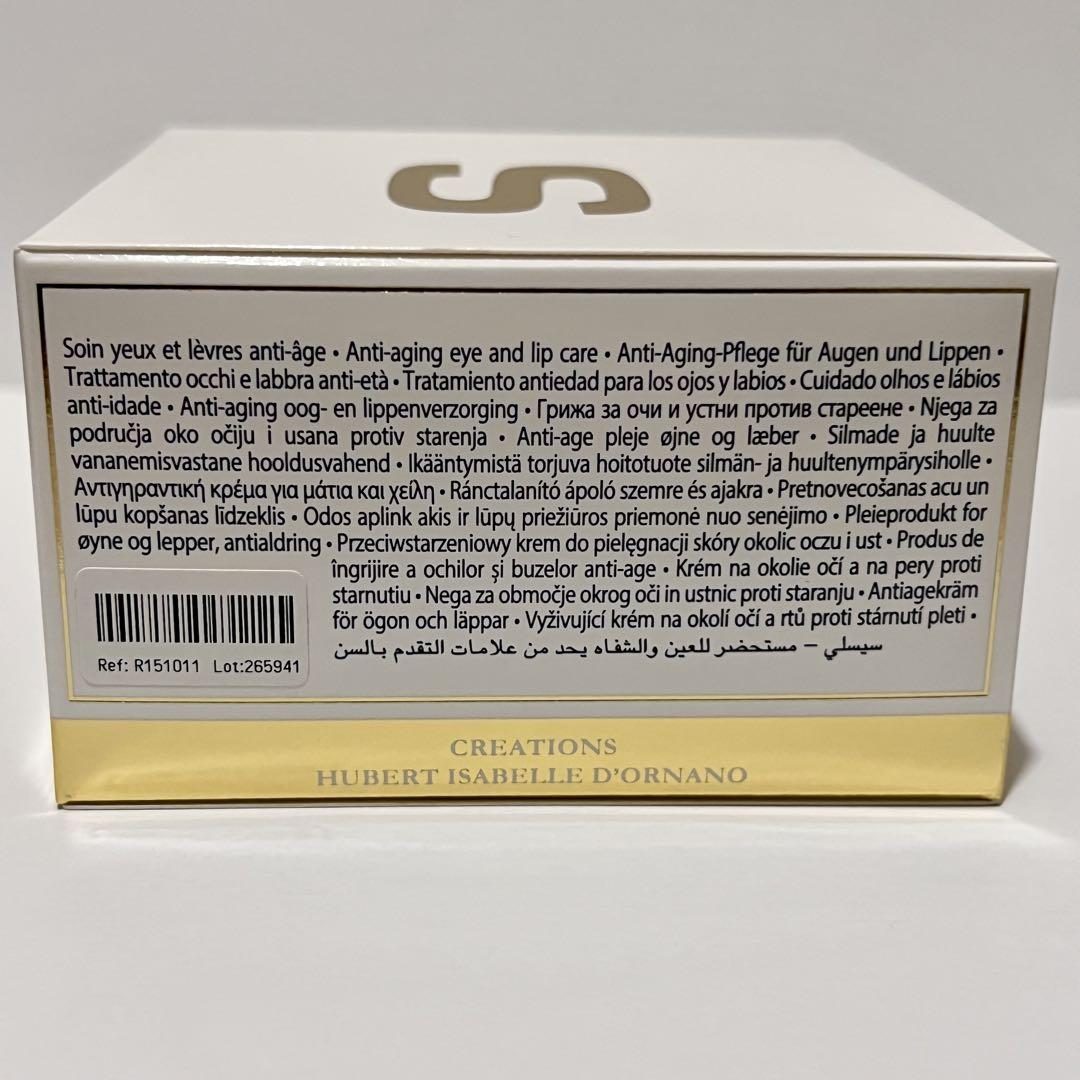 S
Soin yeux et lèvres anti-âge • Anti-aging eye and lip care • Anti-Aging-Pflege für Augen und Lippen •
Trattamento occhi e labbra anti-età • Tratamiento antiedad para los ojos y labios • Cuidado olhos e lábios
anti-idade • Anti-aging oog- en lippenverzorging • Грижа за очи и устни против стареене • Njega za
područja oko očiju i usana protiv starenja • Anti-age pleje øjne og læber • Silmade ja huulte
vananemisvastane hooldusvahend • Ikääntymistä torjuva hoitotuote silmän- ja huultenympärysiholle •
Αντιγηραντική κρέμα για μάτια και χείλη • Ránctalanító ápoló szemre és ajakra • Pretnovecošanas acu un
lūpu kopšanas līdzeklis • Odos aplink akis ir lūpų priežiūros priemonė nuo senėjimo • Pleieprodukt for
øyne og lepper, antialdring • Przeciwstarzeniowy krem do pielęgnacji skóry okolic oczu i ust • Produs de
îngrijire a ochilor și buzelor anti-age • Krém na okolie očí a na pery proti
starnutiu • Nega za območje okrog oči in ustnic proti staranju • Antiagekräm
för ögon och läppar • Vyživující krém na okolí očí a rtů proti stárnutí pleti •
سيسلي – مستحضر للعين والشفاه يحد من علامات التقدم بالسن
Ref: R151011 Lot:265941
CREATIONS
HUBERT ISABELLE D'ORNANO